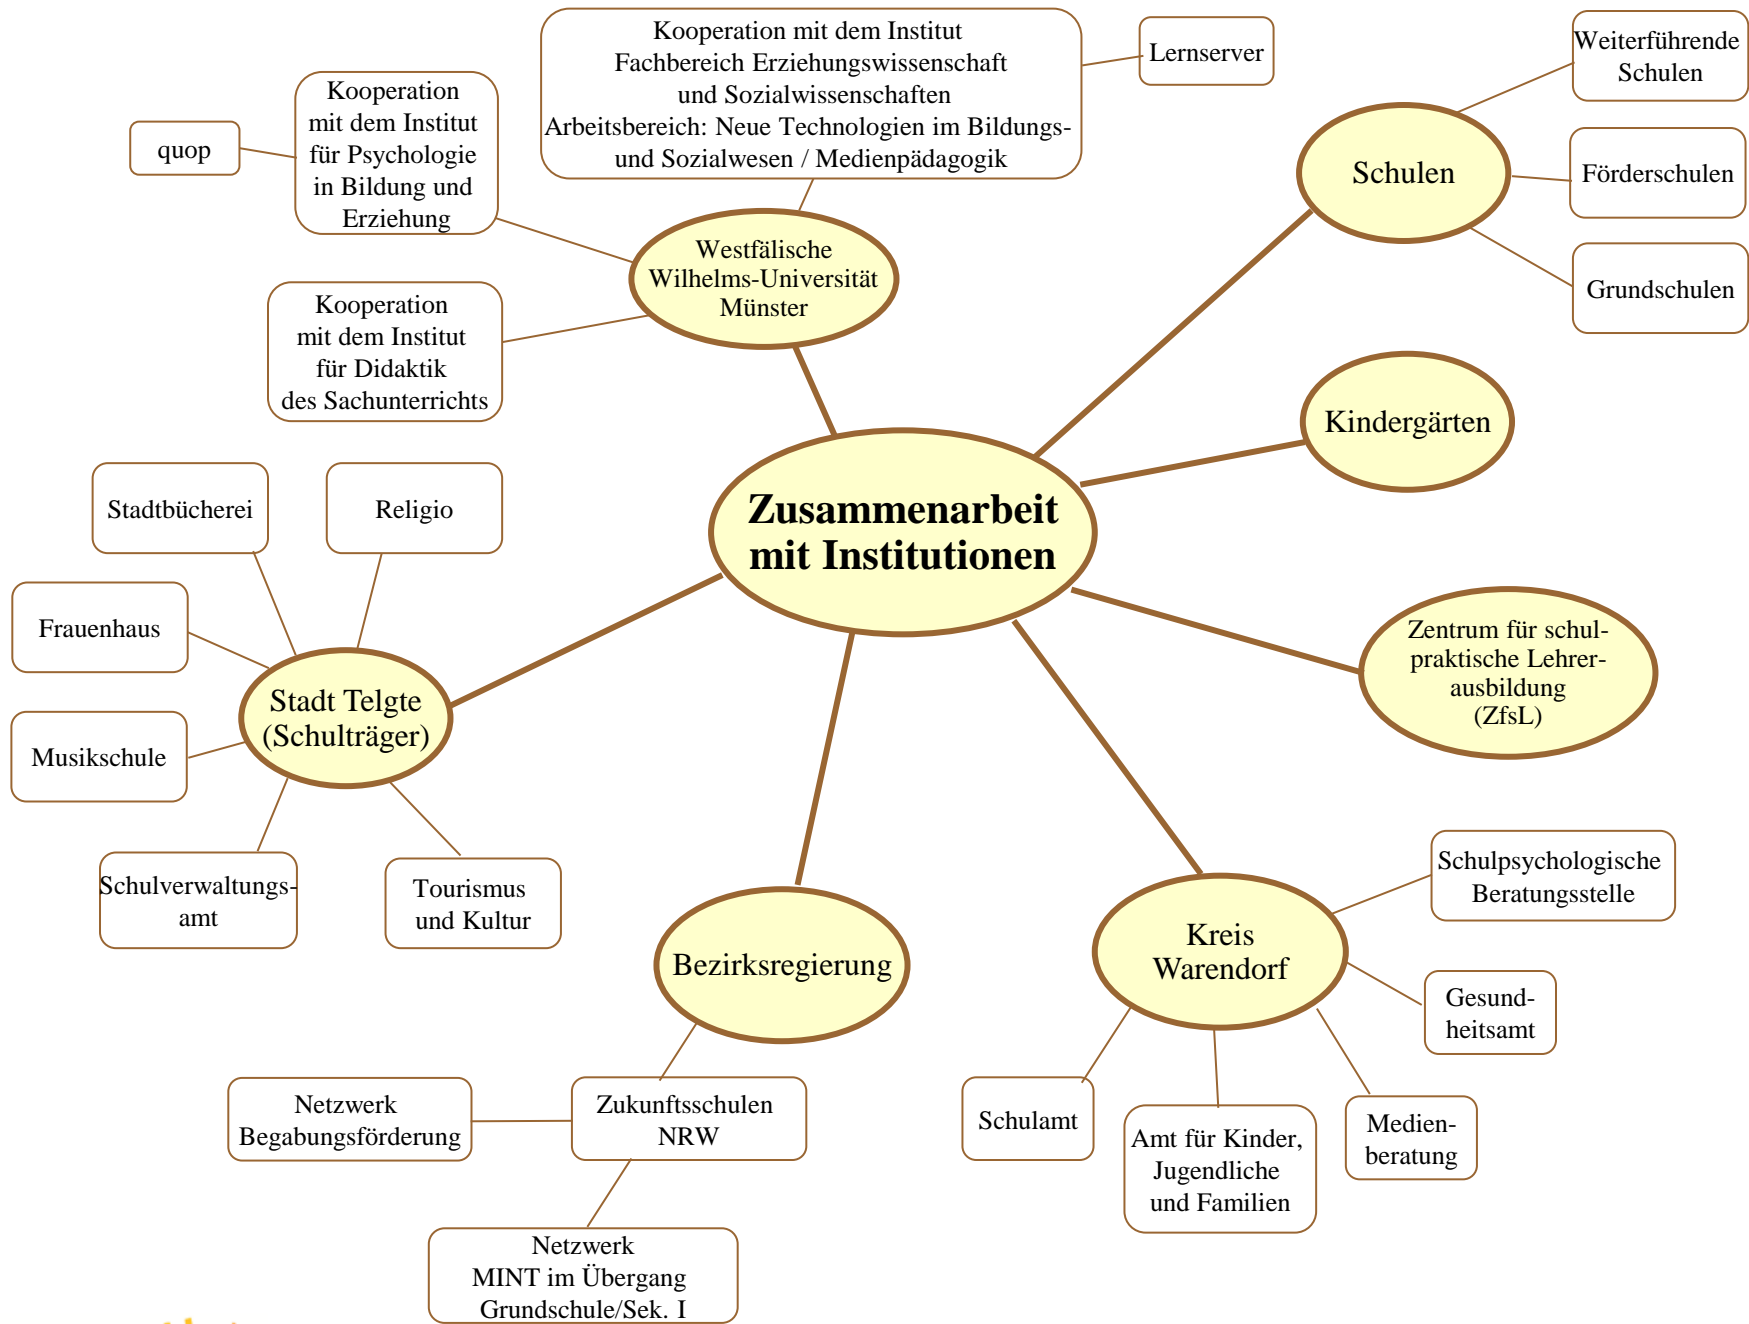 Kooperation mit dem Institut
Fachbereich Erziehungswissenschaft
und Sozialwissenschaften
Arbeitsbereich: Neue Technologien im Bildungs-
und Sozialwesen / Medienpädagogik
Lernserver
Weiterführende
Schulen
Kooperation
mit dem Institut
für Psychologie
in Bildung und
Erziehung
quop
Schulen
Förderschulen
Westfälische
Wilhelms-Universität
Münster
Grundschulen
Kooperation
mit dem Institut
für Didaktik
des Sachunterrichts
Kindergärten
Zusammenarbeit
mit Institutionen
Stadtbücherei
Religio
Frauenhaus
Stadt Telgte
(Schulträger)
Musikschule
Schulverwaltungs-
amt
Tourismus
und Kultur
Zentrum für schul-
praktische Lehrer-
ausbildung
(ZfsL)
Bezirksregierung
Kreis
Warendorf
Schulpsychologische
Beratungsstelle
Gesund-
heitsamt
Medien-
beratung
Amt für Kinder,
Jugendliche
und Familien
Schulamt
Zukunftsschulen
NRW
Netzwerk
Begabungsförderung
Netzwerk
MINT im Übergang
Grundschule/Sek. I